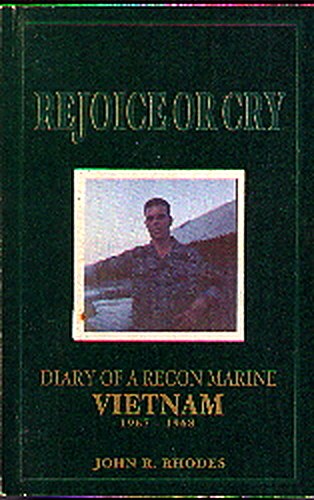 REJOICE OR CRY
DIARY OF A RECON MARINE
VIETNAM
1967 - 1968
JOHN R. RHODES